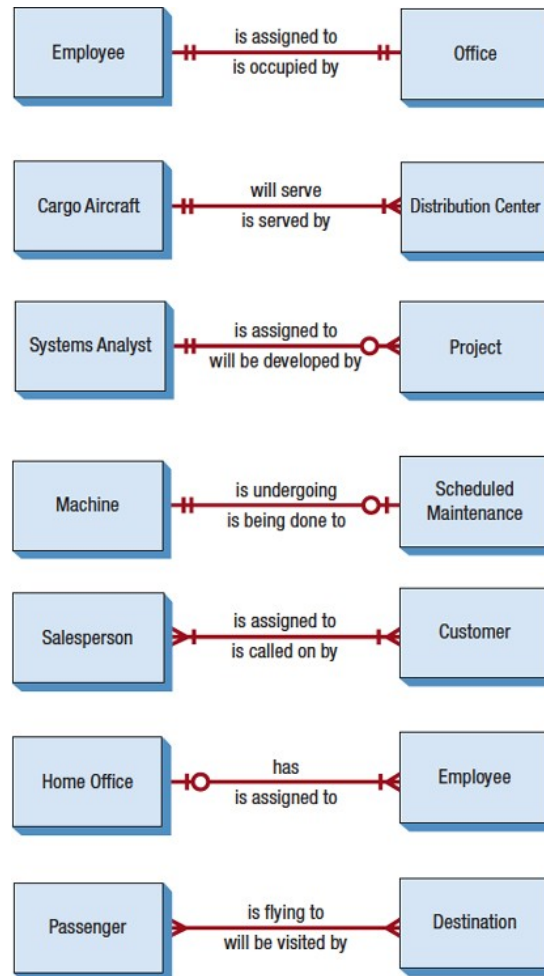 Employee
is assigned to
is occupied by
Office
Cargo Aircraft
will serve
is served by
Distribution Center
Systems Analyst
is assigned to
will be developed by
Project
Machine
is undergoing
is being done to
Scheduled
Maintenance
Salesperson
is assigned to
is called on by
Customer
Home Office
has
is assigned to
Employee
Passenger
is flying to
will be visited by
Destination